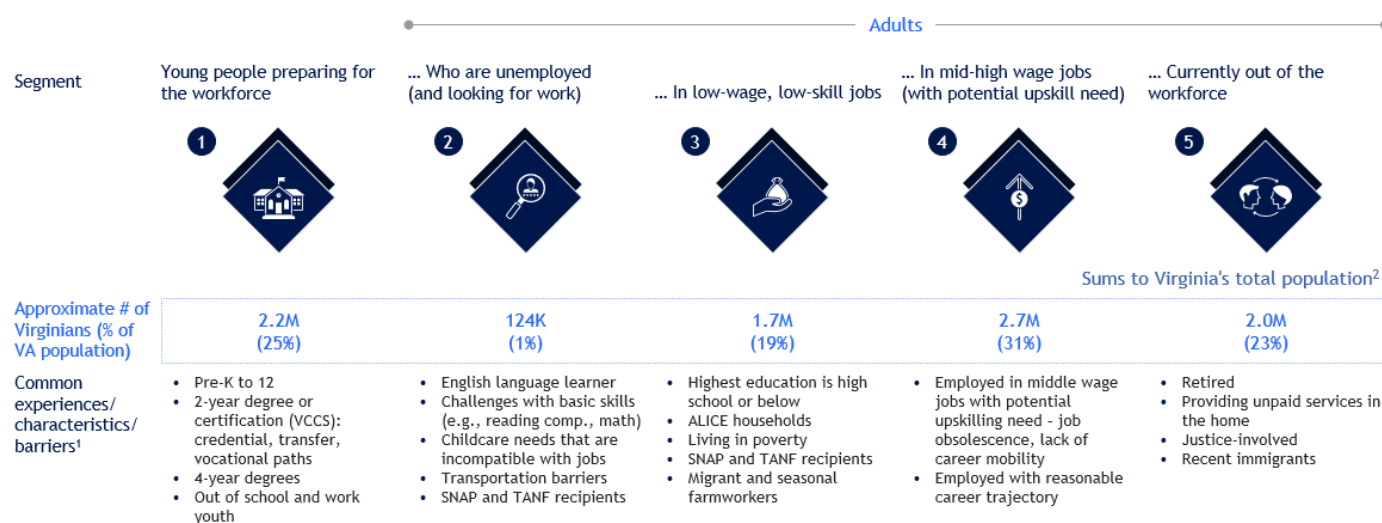 Adults
Segment
Young people preparing for
the workforce
... Who are unemployed
(and looking for work)
... In low-wage, low-skill jobs
... In mid-high wage jobs
(with potential upskill need)
... Currently out of the
workforce
1
2
3
4
5
$
Sums to Virginia's total population2
Approximate # of
Virginians (% of
VA population)
2.2M
(25%)
124K
(1%)
1.7M
(19%)
2.7M
(31%)
2.0M
(23%)
Common
experiences/
characteristics/
barriers1
• Pre-K to 12
• 2-year degree or
certification (VCCS):
credential, transfer,
vocational paths
• 4-year degrees
• Out of school and work
youth
• English language learner
• Challenges with basic skills
(e.g., reading comp., math)
• Childcare needs that are
incompatible with jobs
• Transportation barriers
• SNAP and TANF recipients
• Highest education is high
school or below
• ALICE households
• Living in poverty
• SNAP and TANF recipients
• Migrant and seasonal
farmworkers
• Employed in middle wage
jobs with potential
upskilling need – job
obsolescence, lack of
career mobility
• Employed with reasonable
career trajectory
• Retired
• Providing unpaid services in
the home
• Justice-involved
• Recent immigrants